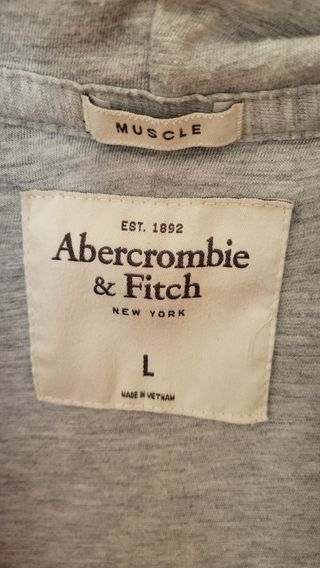 MUSCLE
EST. 1892
Abercrombie
& Fitch
NEW YORK
L
MADE IN VIETNAM